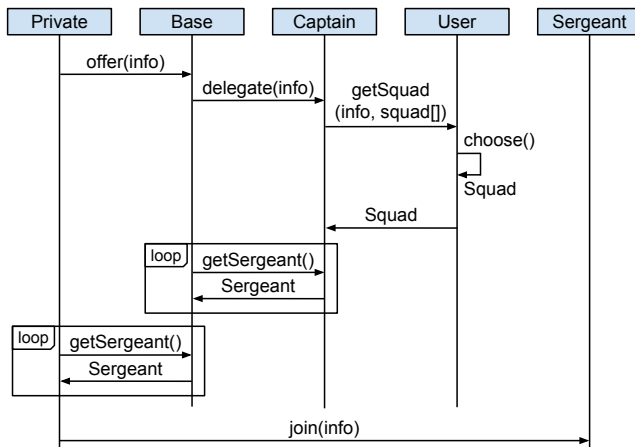 Private
Base
Captain
User
Sergeant
offer(info)
delegate(info)
getSquad
(info, squad[])
choose()
Squad
Squad
loop
getSergeant()
Sergeant
loop
getSergeant()
Sergeant
join(info)